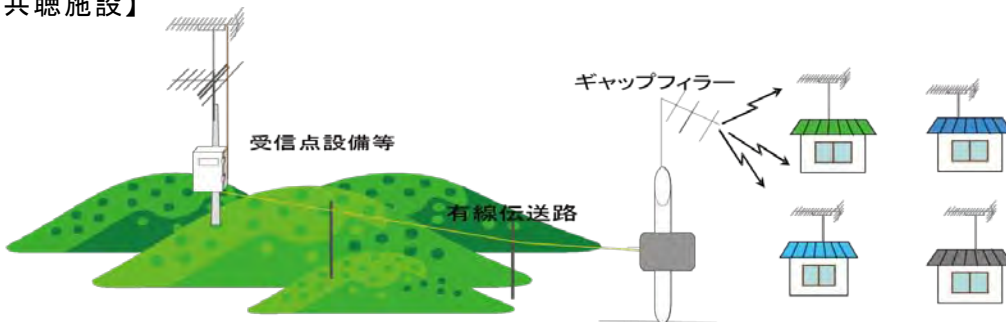 共聴施設】
ギャップフィラー
受信点設備等
有線伝送路